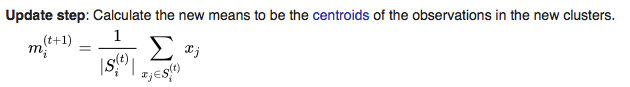 Update step: Calculate the new means to be the centroids of the observations in the new clusters.
m_i^{(t+1)} = \frac{1}{|S_i^{(t)}|} \sum_{x_j \in S_i^{(t)}} x_j